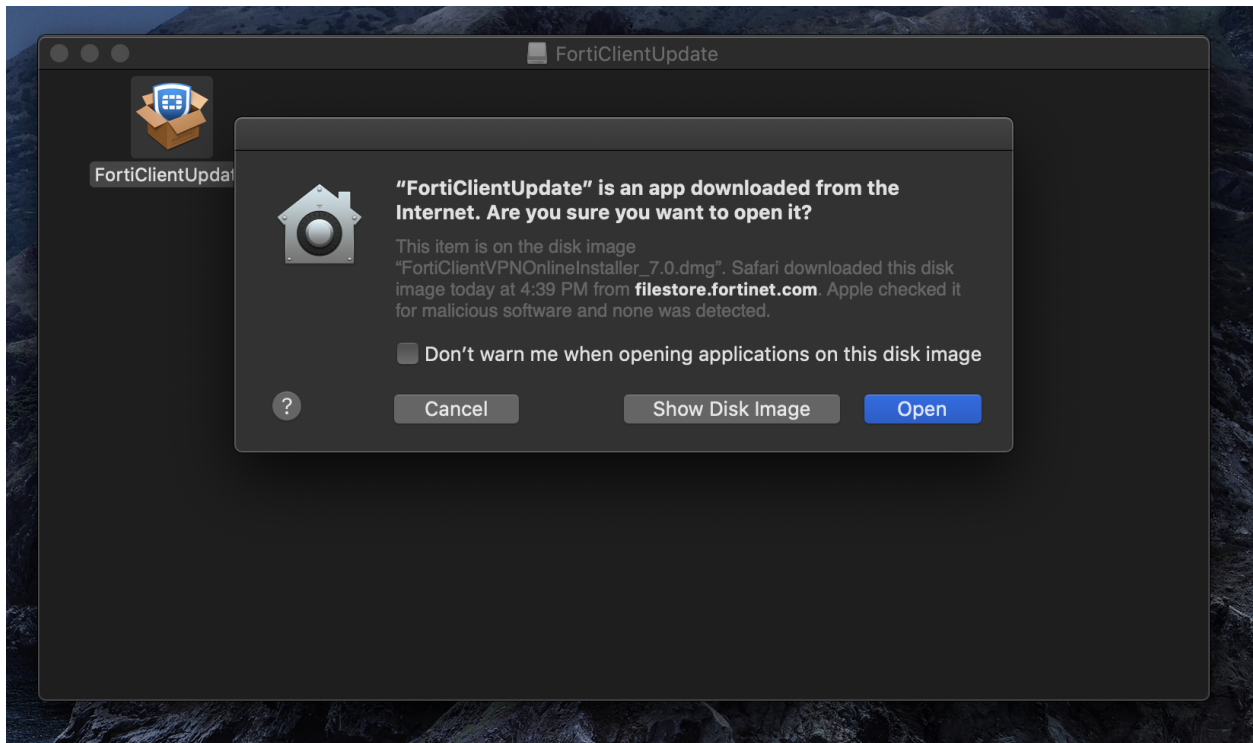 FortiClientUpdate
FortiClientUpdat
“FortiClientUpdate” is an app downloaded from the
Internet. Are you sure you want to open it?
This item is on the disk image
“FortiClientVPNOnlineInstaller_7.0.dmg”. Safari downloaded this disk
image today at 4:39 PM from filestore.fortinet.com. Apple checked it
for malicious software and none was detected.
Don’t warn me when opening applications on this disk image
?
Cancel
Show Disk Image
Open